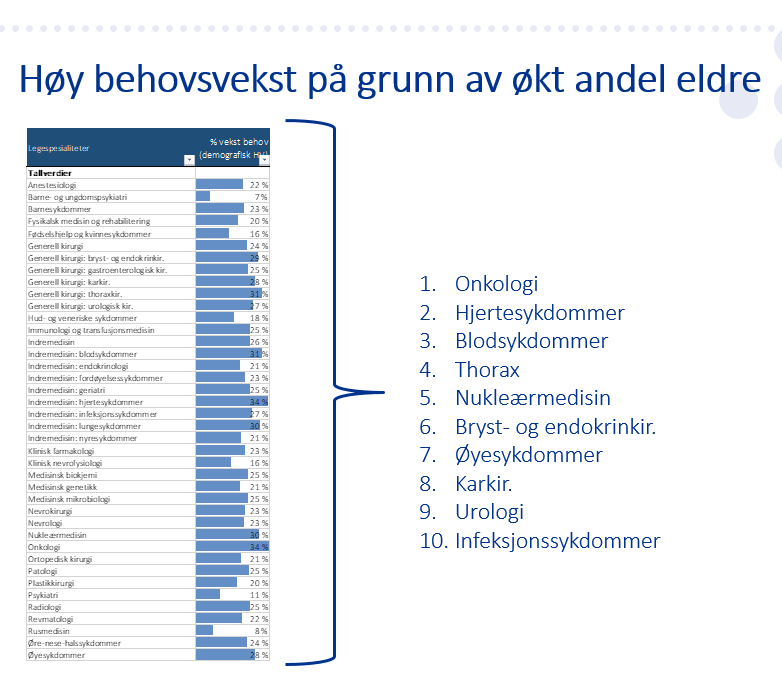 Høy behovsvekst på grunn av økt andel eldre
Legespesialiteter
% vekst behov
(demografisk HV)
Tallverdier
Anestesiologi 22 %
Barne- og ungdomspsykiatri 7 %
Barnesykdommer 23 %
Fysikalsk medisin og rehabilitering 20 %
Fødselshjelp og kvinnesykdommer 16 %
Generell kirurgi 24 %
Generell kirurgi: bryst- og endokrinkir. 29 %
Generell kirurgi: gastroenterologisk kir. 25 %
Generell kirurgi: karkir. 28 %
Generell kirurgi: thoraxkir. 31 %
Generell kirurgi: urologisk kir. 27 %
Hud- og veneriske sykdommer 18 %
Immunologi og transfusjonsmedisin 25 %
Indremedisin 26 %
Indremedisin: blodsykdommer 31 %
Indremedisin: endokrinologi 21 %
Indremedisin: fordøyelsessykdommer 23 %
Indremedisin: geriatri 25 %
Indremedisin: hjertesykdommer 34 %
Indremedisin: infeksjonssykdommer 27 %
Indremedisin: lungesykdommer 30 %
Indremedisin: nyresykdommer 21 %
Klinisk farmakologi 23 %
Klinisk nevrofysiologi 16 %
Medisinsk biokjemi 25 %
Medisinsk genetikk 21 %
Medisinsk mikrobiologi 25 %
Nevrokirurgi 23 %
Nevrologi 23 %
Nukleærmedisin 30 %
Onkologi 34 %
Ortopedisk kirurgi 21 %
Patologi 25 %
Plastikkirurgi 20 %
Psykiatri 11 %
Radiologi 25 %
Revmatologi 22 %
Rusmedisin 8 %
Øre-nese-halssykdommer 24 %
Øyesykdommer 28 %
1. Onkologi
2. Hjertesykdommer
3. Blodsykdommer
4. Thorax
5. Nukleærmedisin
6. Bryst- og endokrinkir.
7. Øyesykdommer
8. Karkir.
9. Urologi
10. Infeksjonssykdommer